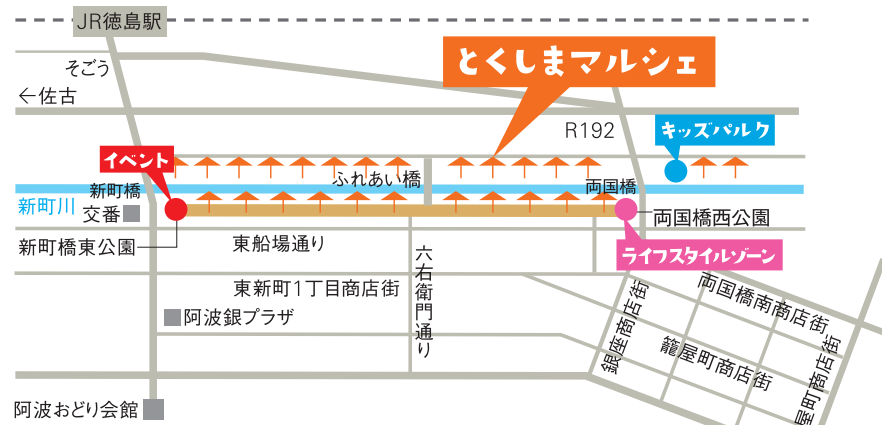 JR徳島駅
そごう
とくしまマルシェ
←佐古
R192
キッズパルク
イベント
ふれあい橋
新町橋
両国橋
新町川
交番
両国橋西公園
新町橋東公園
東船場通り
ライフスタイルゾーン
六右衛門通り
東新町1丁目商店街
両国橋南商店街
阿波銀プラザ
銀座商店街
籠屋町商店街
屋町商店街
阿波おどり会館